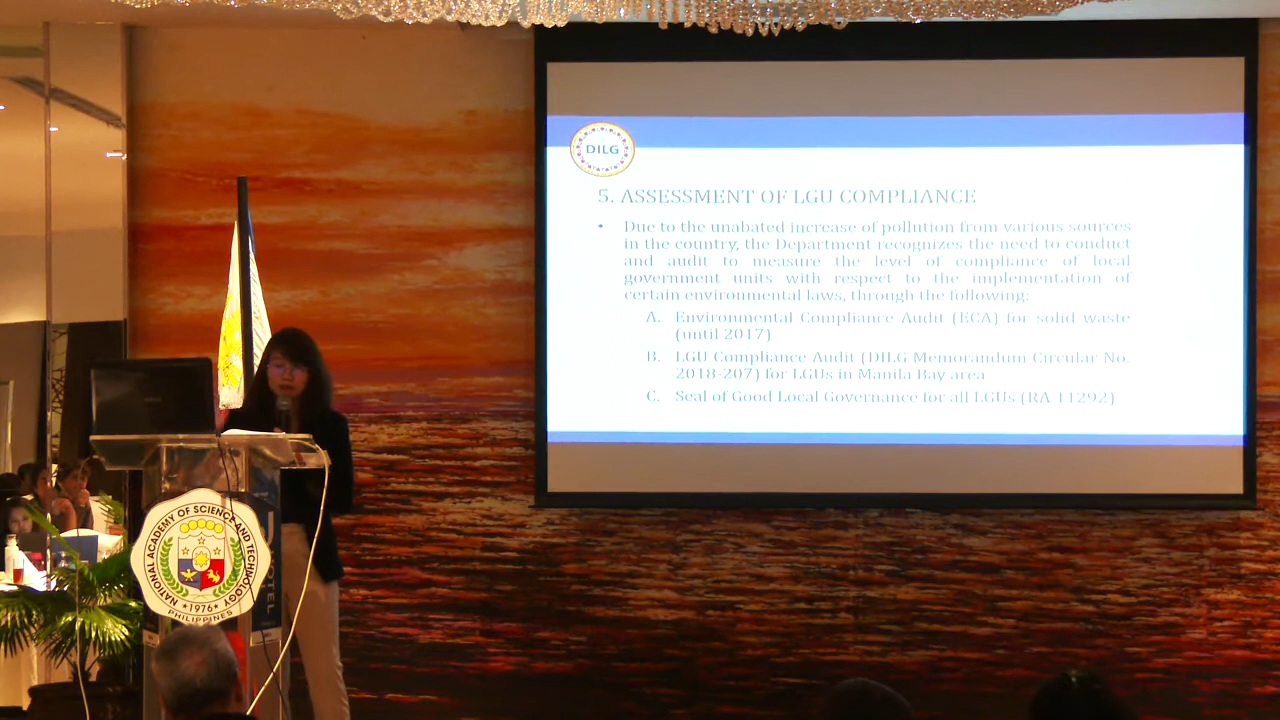 DILG
5. ASSESSMENT OF LGU COMPLIANCE
• Due to the unabated increase of pollution from various sources
in the country, the Department recognizes the need to conduct
and audit to measure the level of compliance of local
government units with respect to the implementation of
certain environmental laws, through the following:
A. Environmental Compliance Audit (ECA) for solid waste
(until 2017)
B. LGU Compliance Audit (DILG Memorandum Circular No.
2018-207) for LGUs in Manila Bay area
C. Seal of Good Local Governance for all LGUs (RA 11292)
NATIONAL ACADEMY OF SCIENCE AND TECHNOLOGY
★1976★
PHILIPPINES